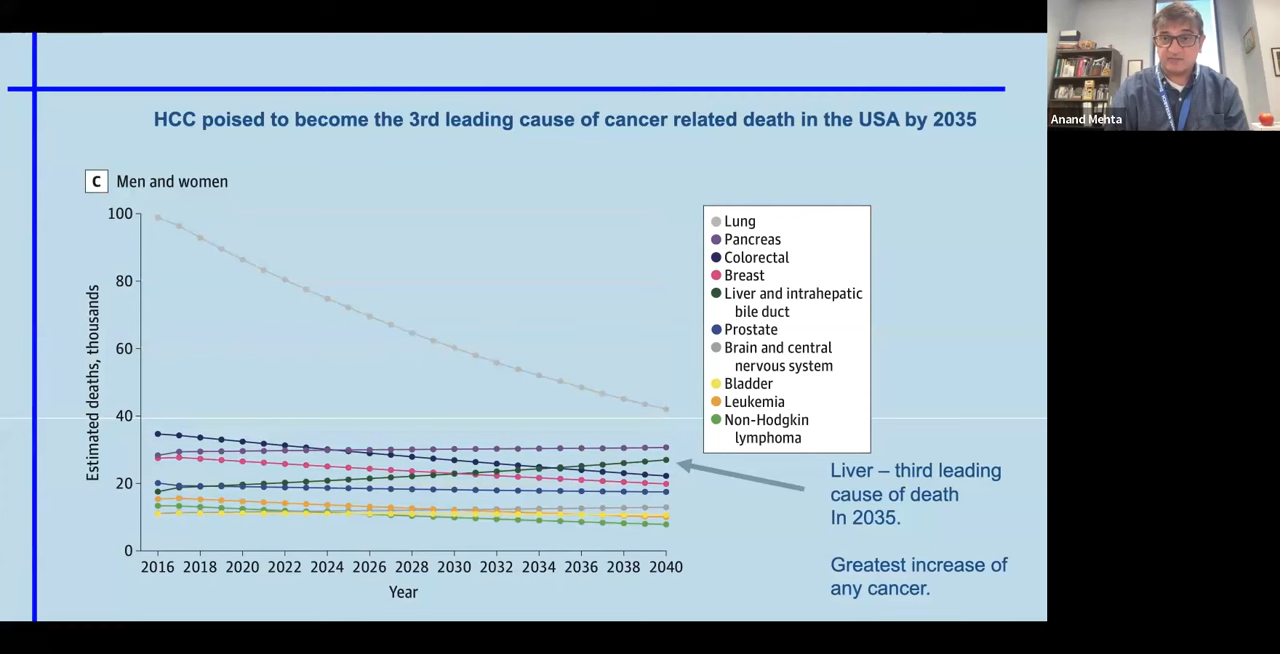 HCC poised to become the 3rd leading cause of cancer related death in the USA by 2035
Anand Mehta
C Men and women
Estimated deaths, thousands
100
80
60
40
20
0
2016 2018 2020 2022 2024 2026 2028 2030 2032 2034 2036 2038 2040
Year
Lung
Pancreas
Colorectal
Breast
Liver and intrahepatic
bile duct
Prostate
Brain and central
nervous system
Bladder
Leukemia
Non-Hodgkin
lymphoma
Liver – third leading
cause of death
In 2035.
Greatest increase of
any cancer.